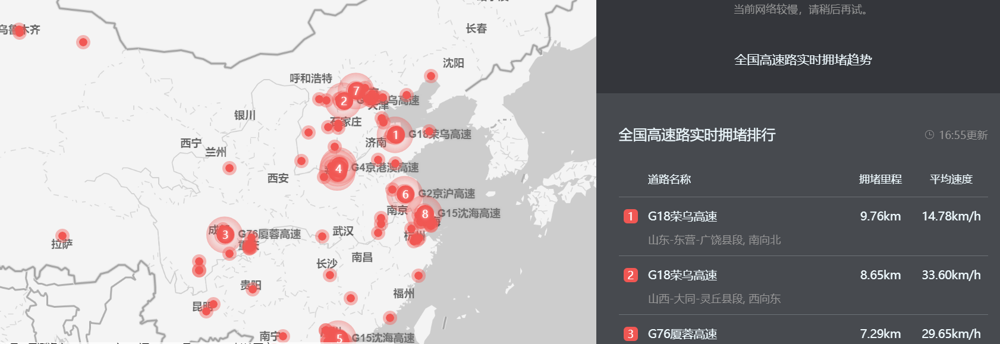 长春
乌鲁木齐
沈阳
呼和浩特
7
2
天津
银川
石家庄
1
G18荣乌高速
西宁
济南
兰州
4
G4京港澳高速
西安
6
G2京沪高速
南京
8
G15沈海高速
3
G76厦蓉高速
武汉
杭州
拉萨
重庆
长沙
南昌
贵阳
福州
昆明
南宁
5
G15沈海高速
当前网络较慢，请稍后再试。
全国高速路实时拥堵趋势
全国高速路实时拥堵排行
16:55更新
道路名称 拥堵里程 平均速度
1 G18荣乌高速 9.76km 14.78km/h
山东-东营-广饶县段, 南向北
2 G18荣乌高速 8.65km 33.60km/h
山西-大同-灵丘县段, 西向东
3 G76厦蓉高速 7.29km 29.65km/h